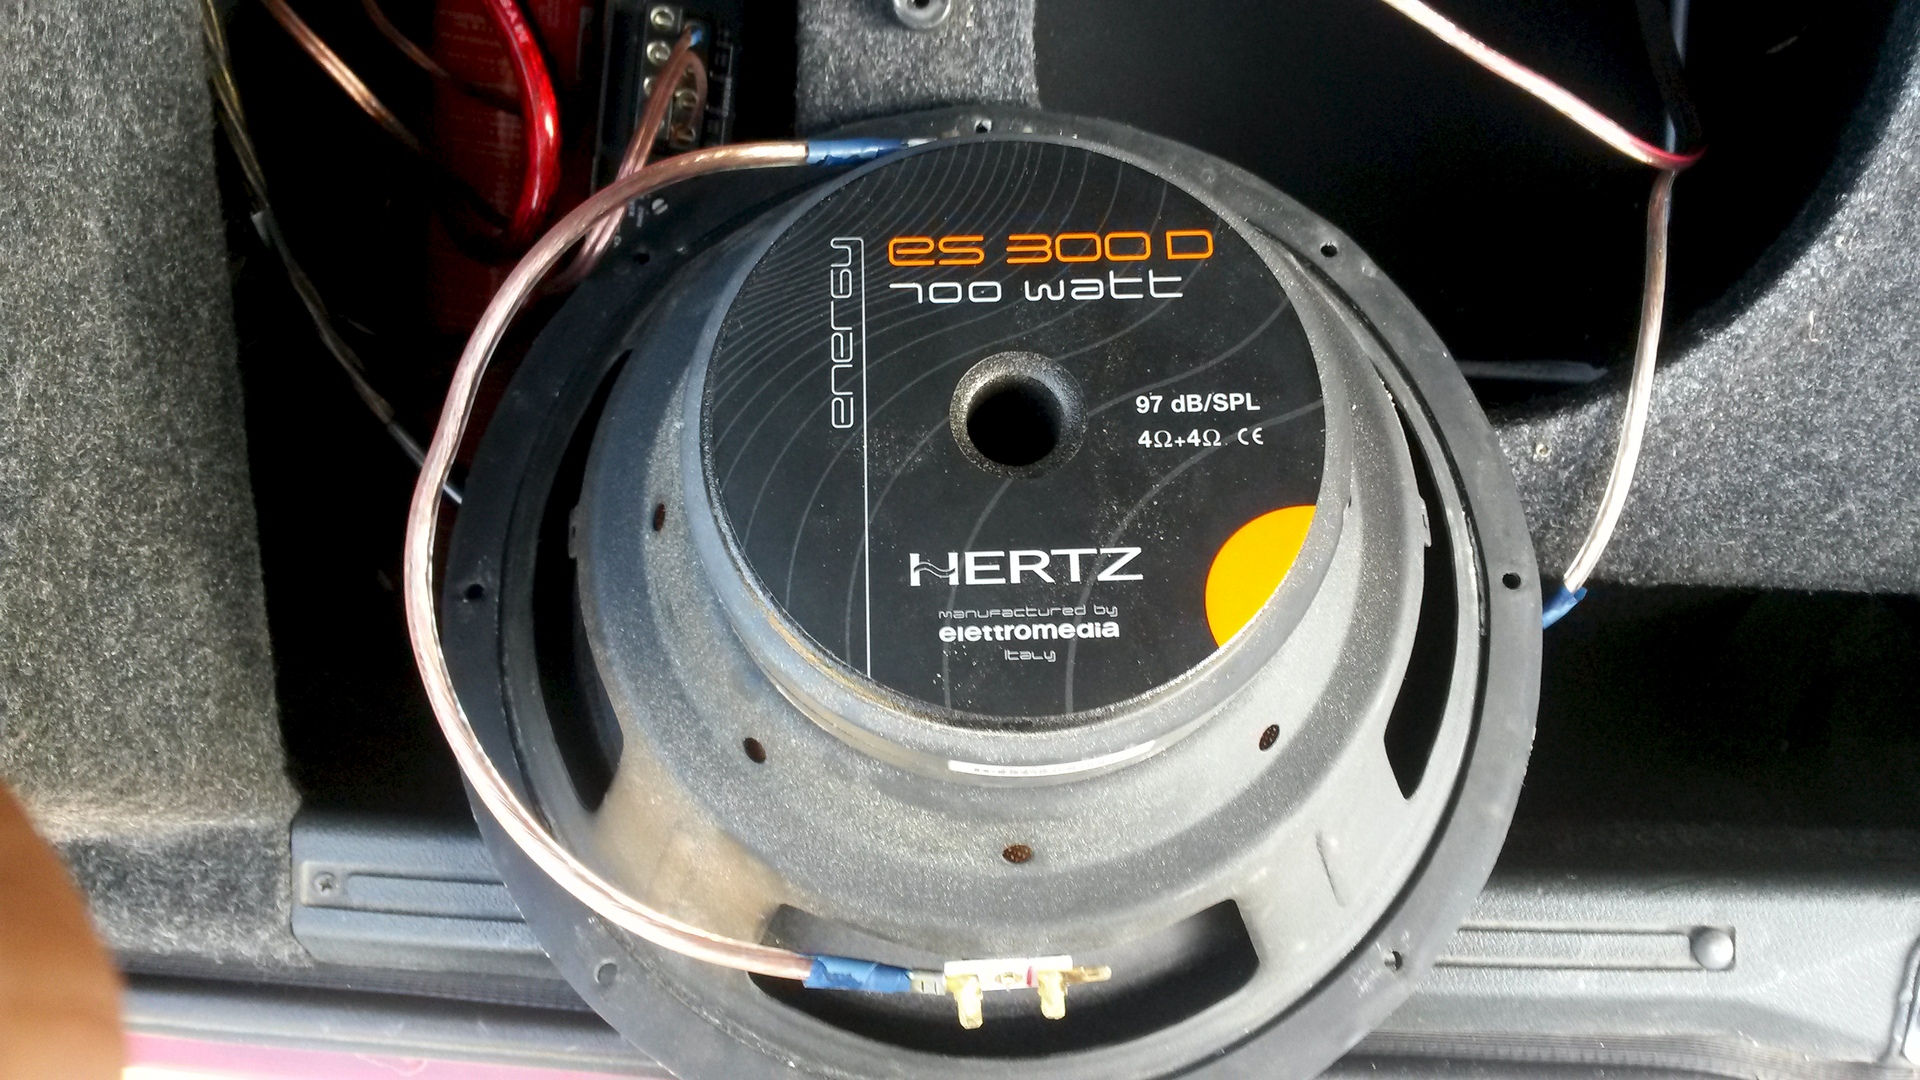 es 300 D
700 watt
energy
97 dB/SPL
4Ω+4Ω CE
HERTZ
manufactured by
elettromedia
italy